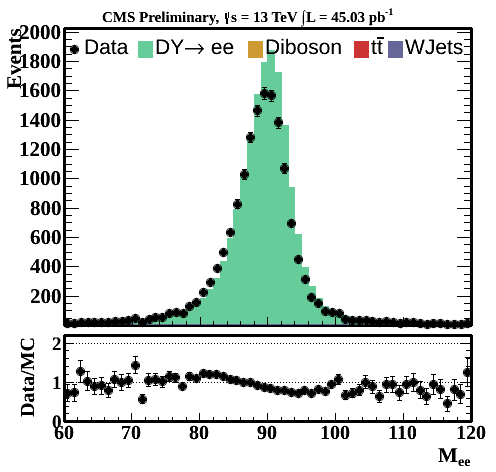 CMS Preliminary, √s = 13 TeV ∫L = 45.03 pb⁻¹
Events
2000
1800
1600
1400
1200
1000
800
600
400
200
Data DY→ ee Diboson tt̄ WJets
Data/MC
2
1
0
60 70 80 90 100 110 120
M_ee